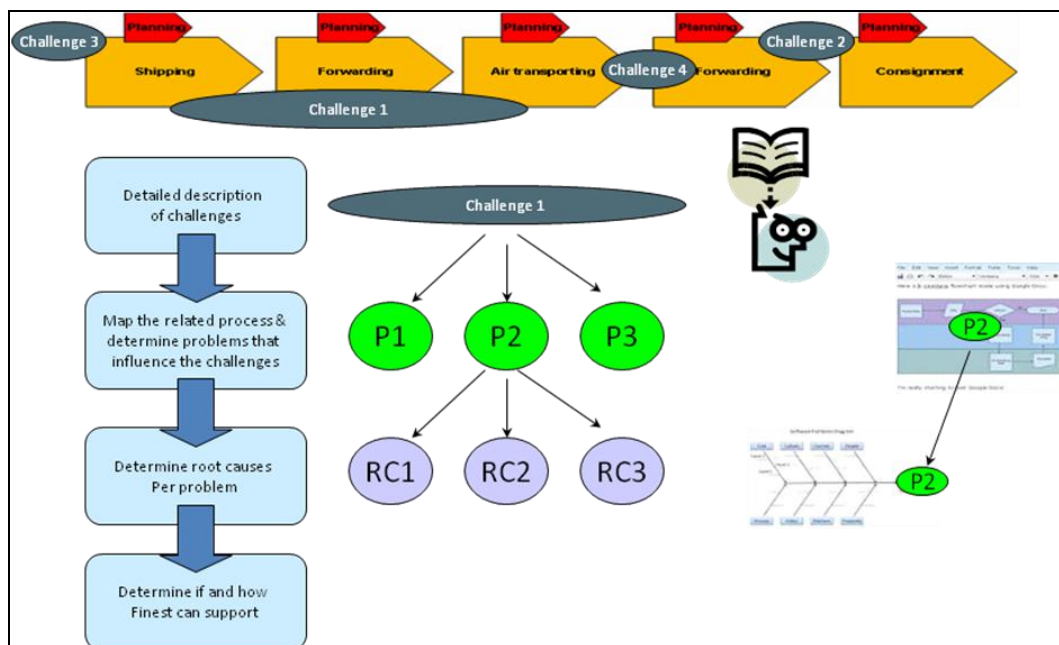 Planning
Planning
Planning
Planning
Planning
Challenge 3
Challenge 2
Shipping
Forwarding
Air transporting
Challenge 4
Forwarding
Consignment
Challenge 1
Detailed description
of challenges
Challenge 1
Map the related process &
determine problems that
influence the challenges
P1
P2
P3
P2
Determine root causes
Per problem
RC1
RC2
RC3
P2
Determine if and how
Finest can support